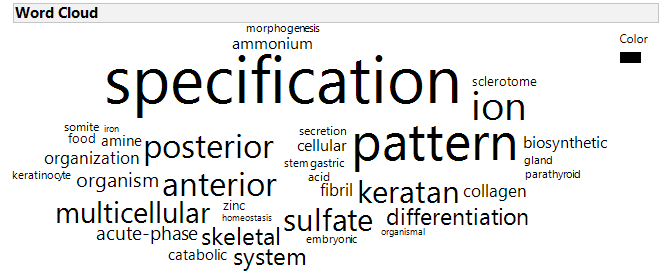 Word Cloud
morphogenesis
ammonium
Color
specification
sclerotome
ion
somite iron
food amine
posterior
secretion
cellular
pattern
biosynthetic
organization
stem gastric
gland
keratinocyte
organism
anterior
acid
fibril
keratan
collagen
parathyroid
multicellular
zinc
homeostasis
sulfate
differentiation
acute-phase
skeletal
embryonic
organismal
catabolic
system